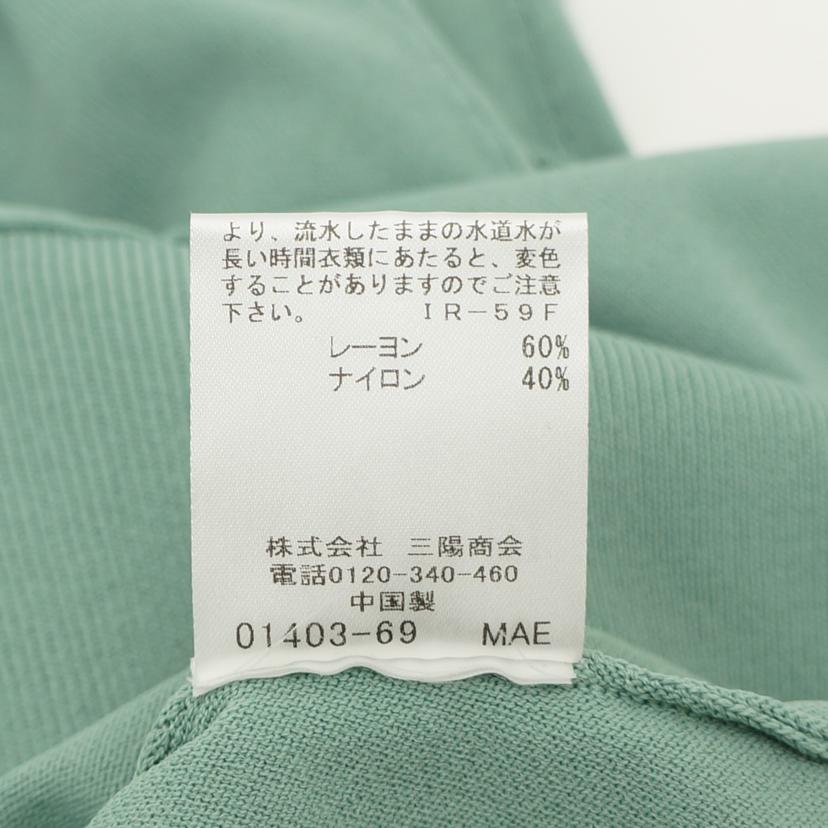 より、流水したままの水道水が
長い時間衣類にあたると、変色
することがありますのでご注意
下さい。 ＩＲ－５９Ｆ
レーヨン 60%
ナイロン 40%
株式会社 三陽商会
電話0120-340-460
中国製
01403-69 MAE